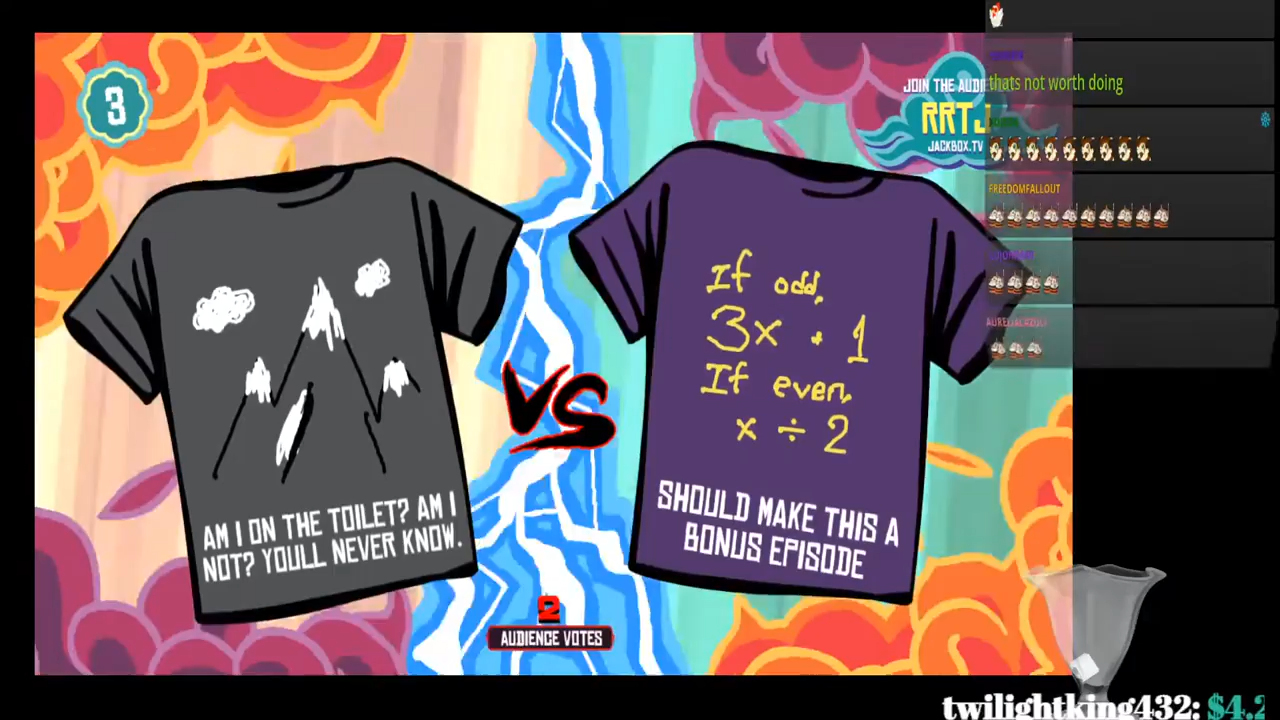 3
JOIN THE AUDI
RRTJ
JACKBOX.TV
thats not worth doing
FREEDOMFALLOUT
If odd,
3x + 1
If even,
x ÷ 2
VS
AM I ON THE TOILET? AM I
NOT? YOULL NEVER KNOW.
SHOULD MAKE THIS A
BONUS EPISODE
2
AUDIENCE VOTES
twilightking432: $4.2